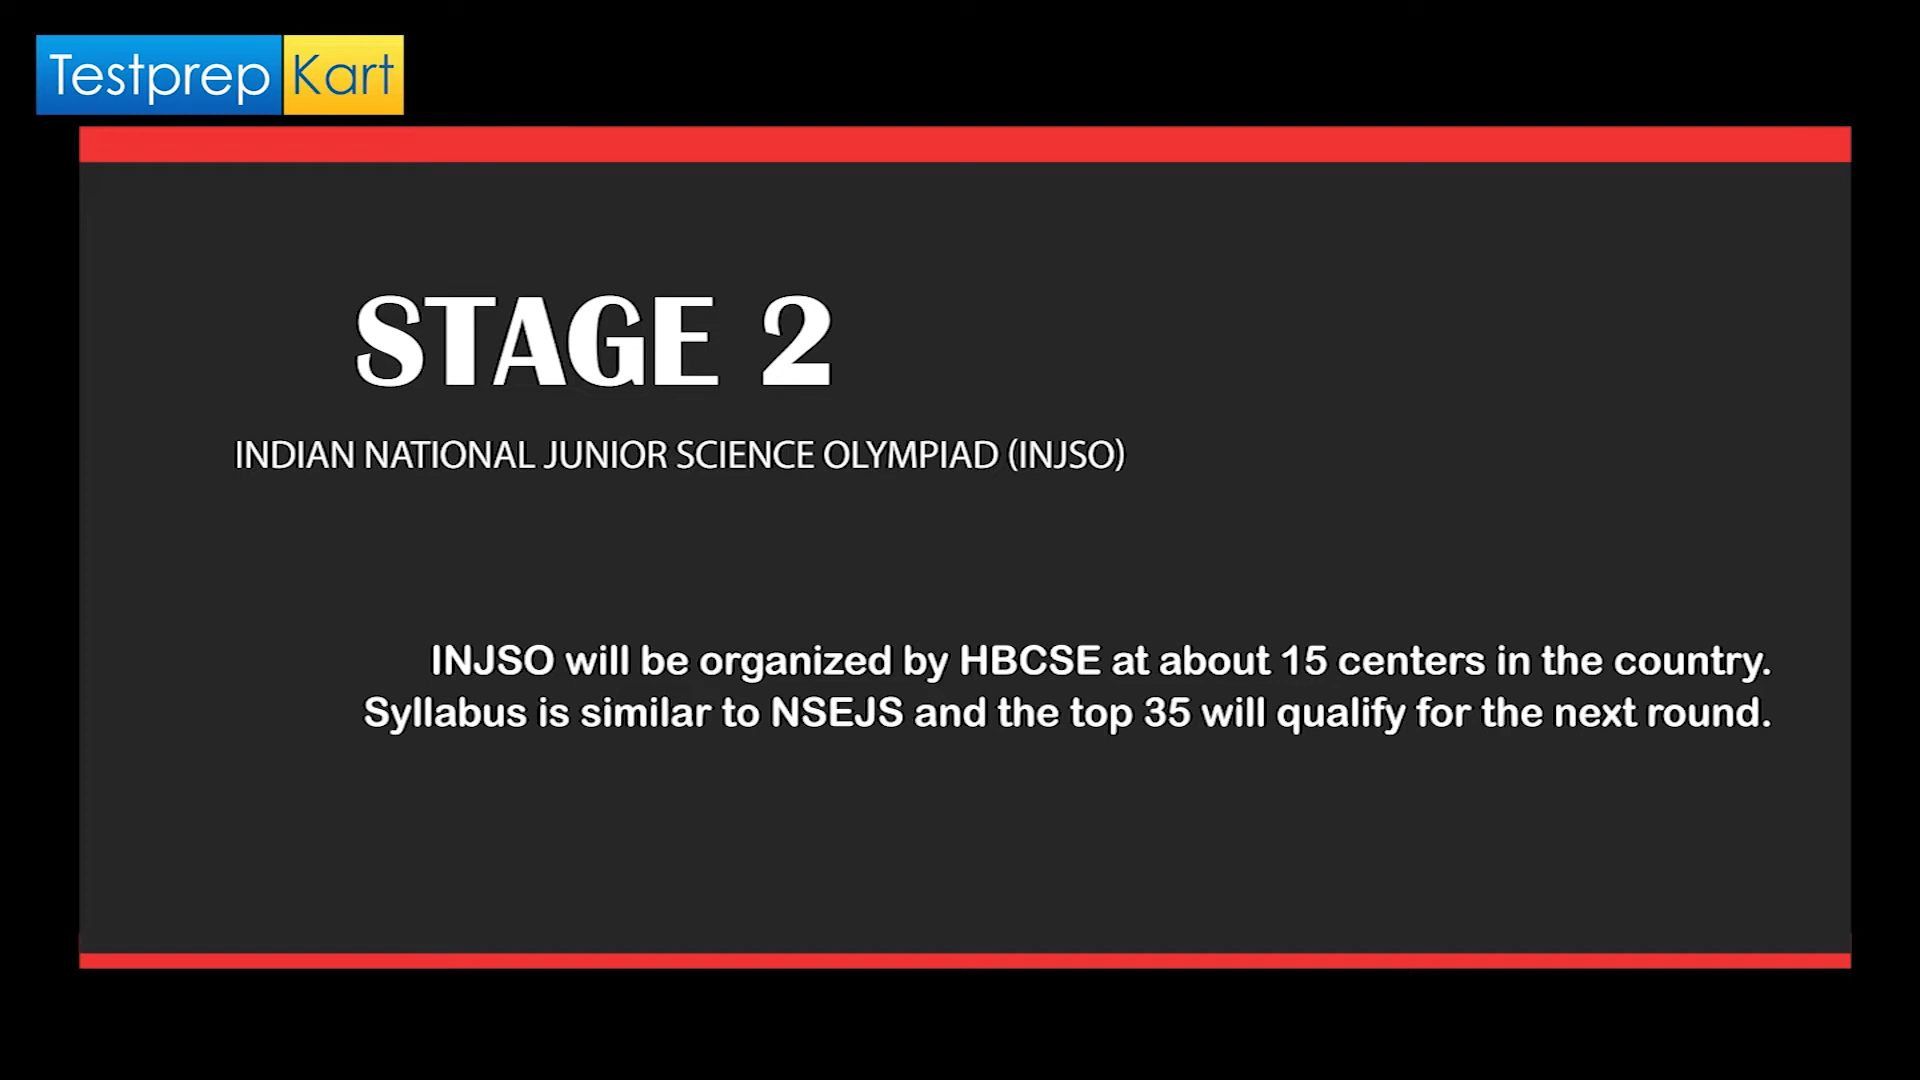 Testprep Kart
STAGE 2
INDIAN NATIONAL JUNIOR SCIENCE OLYMPIAD (INJSO)
INJSO will be organized by HBCSE at about 15 centers in the country.
Syllabus is similar to NSEJS and the top 35 will qualify for the next round.